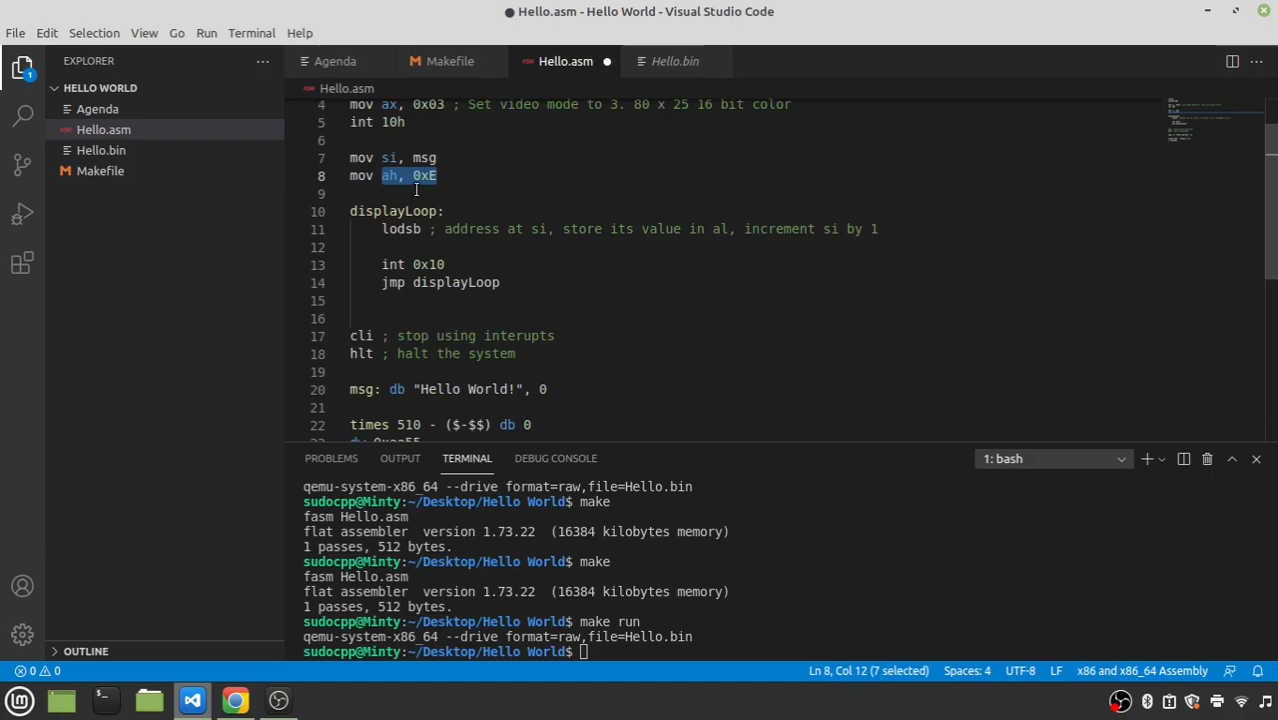 Hello.asm - Hello World - Visual Studio Code
File Edit Selection View Go Run Terminal Help
EXPLORER
Agenda
Makefile
Hello.asm
Hello.bin
HELLO WORLD
Agenda
Hello.asm
Hello.bin
Makefile
OUTLINE
1
Hello.asm
4 mov ax, 0x03 ; Set video mode to 3. 80 x 25 16 bit color
5 int 10h
6
7 mov si, msg
8 mov ah, 0xE
9
10 displayLoop:
11 lodsb ; address at si, store its value in al, increment si by 1
12
13 int 0x10
14 jmp displayLoop
15
16
17 cli ; stop using interupts
18 hlt ; halt the system
19
20 msg: db "Hello World!", 0
21
22 times 510 - ($-$$) db 0
23 dw 0xaa55
PROBLEMS OUTPUT TERMINAL DEBUG CONSOLE
1: bash
qemu-system-x86_64 --drive format=raw,file=Hello.bin
sudocpp@Minty:~/Desktop/Hello World$ make
fasm Hello.asm
flat assembler  version 1.73.22  (16384 kilobytes memory)
1 passes, 512 bytes.
sudocpp@Minty:~/Desktop/Hello World$ make
fasm Hello.asm
flat assembler  version 1.73.22  (16384 kilobytes memory)
1 passes, 512 bytes.
sudocpp@Minty:~/Desktop/Hello World$ make run
qemu-system-x86_64 --drive format=raw,file=Hello.bin
sudocpp@Minty:~/Desktop/Hello World$
0 0 Ln 8, Col 12 (7 selected) Spaces: 4 UTF-8 LF x86 and x86_64 Assembly